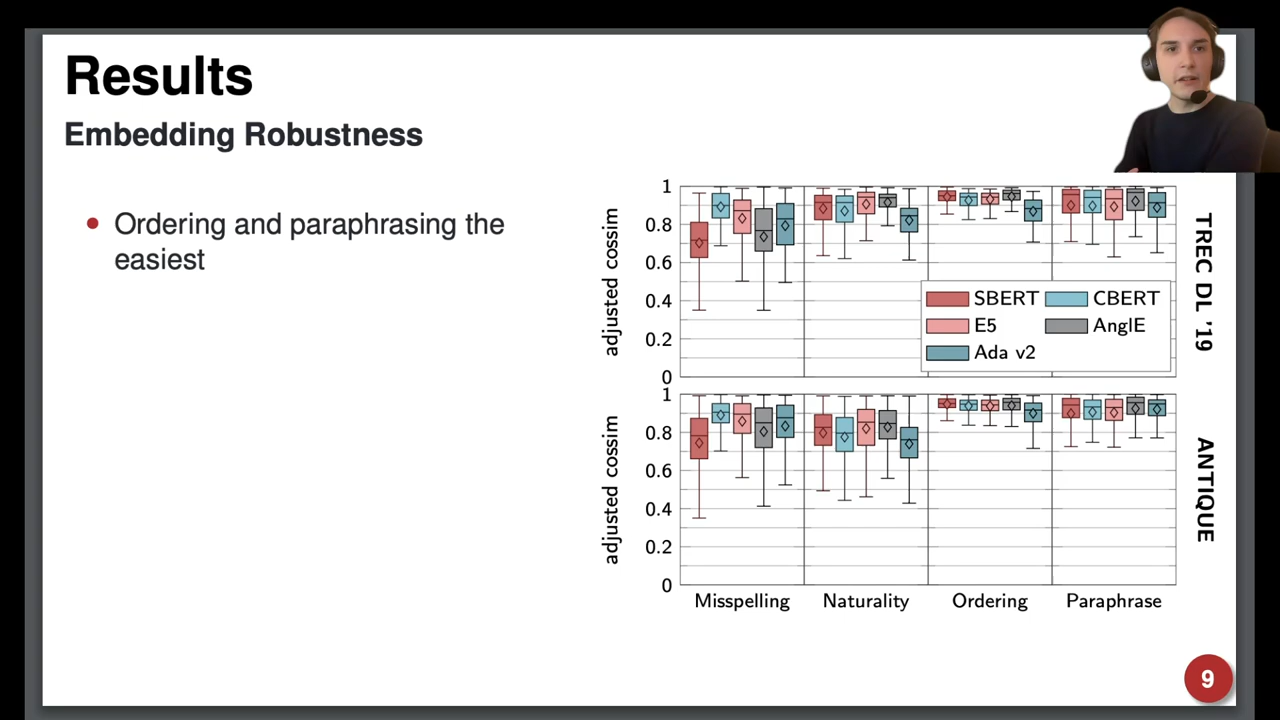 Results
Embedding Robustness
• Ordering and paraphrasing the
easiest
adjusted cossim
1
0.8
0.6
0.4
0.2
0
SBERT CBERT
E5 AnglE
Ada v2
TREC DL '19
adjusted cossim
1
0.8
0.6
0.4
0.2
0
ANTIQUE
Misspelling Naturality Ordering Paraphrase
9